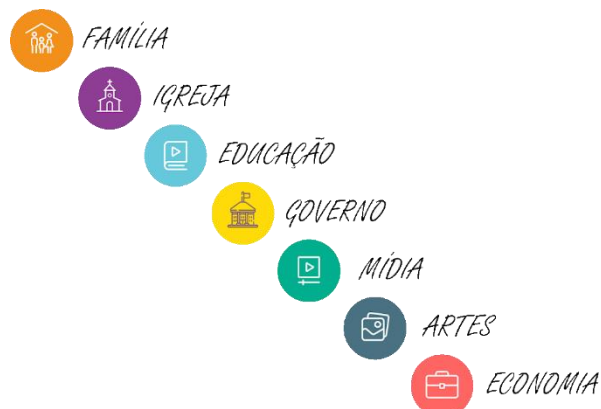 FAMÍLIA
IGREJA
EDUCAÇÃO
GOVERNO
MÍDIA
ARTES
ECONOMIA